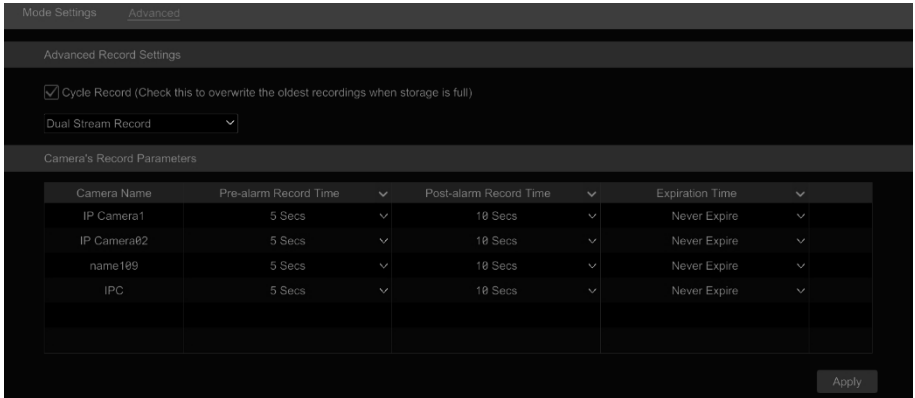 Mode Settings Advanced
Advanced Record Settings
Cycle Record (Check this to overwrite the oldest recordings when storage is full)
Dual Stream Record
Camera's Record Parameters
Camera Name Pre-alarm Record Time Post-alarm Record Time Expiration Time
IP Camera1 5 Secs 10 Secs Never Expire
IP Camera02 5 Secs 10 Secs Never Expire
name109 5 Secs 10 Secs Never Expire
IPC 5 Secs 10 Secs Never Expire
Apply